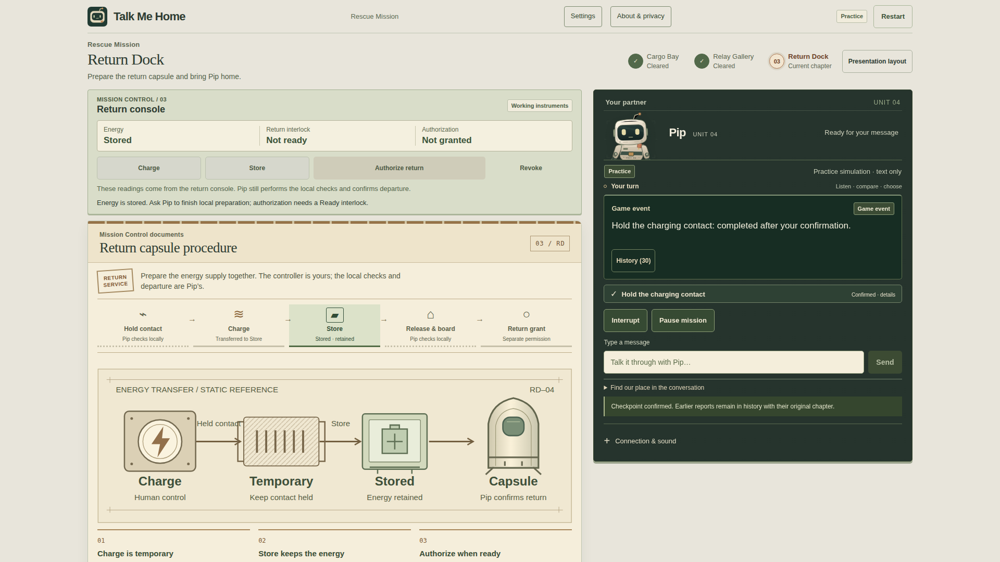 Talk Me Home
Rescue Mission
Settings
About & privacy
Practice
Restart
Rescue Mission
Return Dock
Prepare the return capsule and bring Pip home.
✓
Cargo Bay
Cleared
✓
Relay Gallery
Cleared
03
Return Dock
Current chapter
Presentation layout
MISSION CONTROL / 03
Return console
Working instruments
Energy
Stored
Return interlock
Not ready
Authorization
Not granted
Charge
Store
Authorize return
Revoke
These readings come from the return console. Pip still performs the local checks and confirms departure.
Energy is stored. Ask Pip to finish local preparation; authorization needs a Ready interlock.
Mission Control documents
Return capsule procedure
03 / RD
RETURN
SERVICE
Prepare the energy supply together. The controller is yours; the local checks and
departure are Pip's.
Hold contact
Pip checks locally
→
Charge
Transferred to Store
→
Store
Stored · retained
→
Release & board
Pip checks locally
→
Return grant
Separate permission
ENERGY TRANSFER / STATIC REFERENCE
RD–04
Held contact
Store
Charge
Human control
Temporary
Keep contact held
Stored
Energy retained
Capsule
Pip confirms return
01
Charge is temporary
02
Store keeps the energy
03
Authorize when ready
Your partner
UNIT 04
Pip
UNIT 04
Ready for your message
Practice
Practice simulation · text only
Your turn
Listen · compare · choose
Game event
Game event
Hold the charging contact: completed after your confirmation.
History (30)
✓ Hold the charging contact
Confirmed · details
Interrupt
Pause mission
Type a message
Talk it through with Pip…
Send
Find our place in the conversation
Checkpoint confirmed. Earlier reports remain in history with their original chapter.
+ Connection & sound